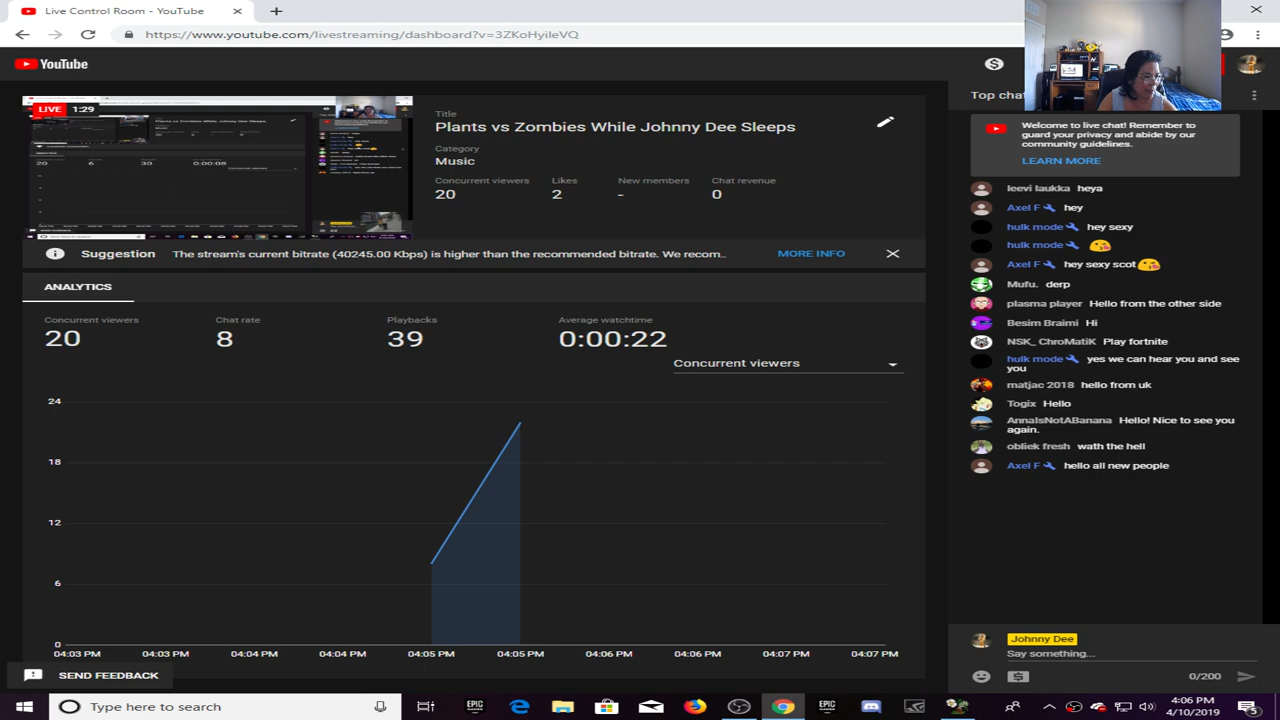 Live Control Room - YouTube
https://www.youtube.com/livestreaming/dashboard?v=3ZKoHyiIeVQ
YouTube
LIVE 1:29
Title
Plants vs Zombies While Johnny Dee Sleeps
Category
Music
Concurrent viewers Likes New members Chat revenue
20 2 - 0
Suggestion The stream's current bitrate (40245.00 Kbps) is higher than the recommended bitrate. We recom.. MORE INFO
ANALYTICS
Concurrent viewers Chat rate Playbacks Average watchtime
20 8 39 0:00:22
Concurrent viewers
24
18
12
6
0
04:03 PM 04:03 PM 04:04 PM 04:04 PM 04:05 PM 04:05 PM 04:06 PM 04:06 PM 04:07 PM 04:07 PM
SEND FEEDBACK
Top chat
Welcome to live chat! Remember to
guard your privacy and abide by our
community guidelines.
LEARN MORE
leevi laukka heya
Axel F hey
hulk mode hey sexy
hulk mode 😘
Axel F hey sexy scot😘
Mufu. derp
plasma player Hello from the other side
Besim Braimi Hi
NSK_ ChroMatiK Play fortnite
hulk mode yes we can hear you and see
you
matjac 2018 hello from uk
Togix Hello
AnnaIsNotABanana Hello! Nice to see you
again.
obliek fresh wath the hell
Axel F hello all new people
Johnny Dee
Say something...
0/200
Type here to search
EPIC
GAMES
EPIC
GAMES
4:06 PM
4/10/2019
5